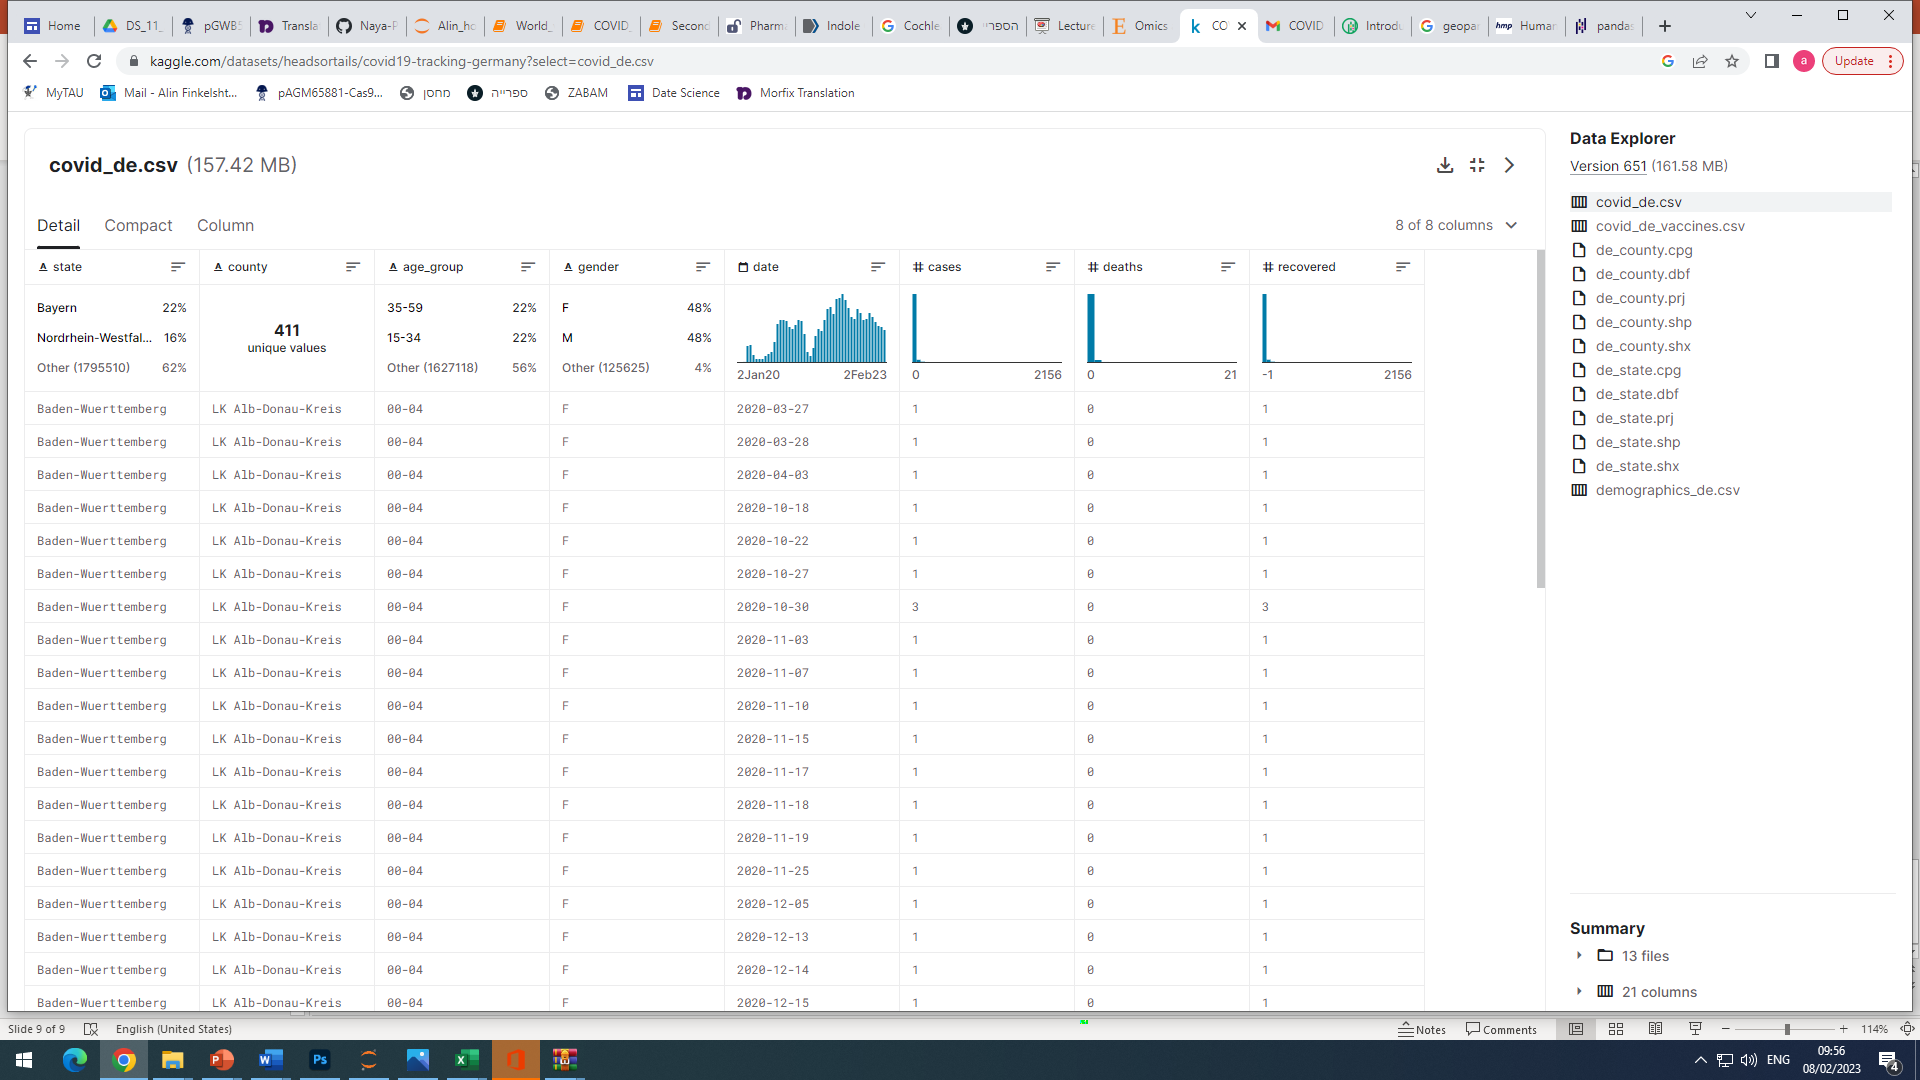 Home DS_11_ pGWB5 Transla Naya-P Alin_ho World_ COVID_ Second Pharma Indole Cochle הספריי Lecture Omics CO COVID Introdu geopan Human pandas
kaggle.com/datasets/headsortails/covid19-tracking-germany?select=covid_de.csv Update
MyTAU Mail - Alin Finkelsht... pAGM65881-Cas9... מחסן ספרייה ZABAM Date Science Morfix Translation
covid_de.csv (157.42 MB)
Detail Compact Column 8 of 8 columns
state county age_group gender date cases deaths recovered
Bayern 22% 35-59 22% F 48%
411
Nordrhein-Westfal... 16% 15-34 22% M 48%
unique values
Other (1795510) 62% Other (1627118) 56% Other (125625) 4%
2Jan20 2Feb23 0 2156 0 21 -1 2156
Baden-Wuerttemberg LK Alb-Donau-Kreis 00-04 F 2020-03-27 1 0 1
Baden-Wuerttemberg LK Alb-Donau-Kreis 00-04 F 2020-03-28 1 0 1
Baden-Wuerttemberg LK Alb-Donau-Kreis 00-04 F 2020-04-03 1 0 1
Baden-Wuerttemberg LK Alb-Donau-Kreis 00-04 F 2020-10-18 1 0 1
Baden-Wuerttemberg LK Alb-Donau-Kreis 00-04 F 2020-10-22 1 0 1
Baden-Wuerttemberg LK Alb-Donau-Kreis 00-04 F 2020-10-27 1 0 1
Baden-Wuerttemberg LK Alb-Donau-Kreis 00-04 F 2020-10-30 3 0 3
Baden-Wuerttemberg LK Alb-Donau-Kreis 00-04 F 2020-11-03 1 0 1
Baden-Wuerttemberg LK Alb-Donau-Kreis 00-04 F 2020-11-07 1 0 1
Baden-Wuerttemberg LK Alb-Donau-Kreis 00-04 F 2020-11-10 1 0 1
Baden-Wuerttemberg LK Alb-Donau-Kreis 00-04 F 2020-11-15 1 0 1
Baden-Wuerttemberg LK Alb-Donau-Kreis 00-04 F 2020-11-17 1 0 1
Baden-Wuerttemberg LK Alb-Donau-Kreis 00-04 F 2020-11-18 1 0 1
Baden-Wuerttemberg LK Alb-Donau-Kreis 00-04 F 2020-11-19 1 0 1
Baden-Wuerttemberg LK Alb-Donau-Kreis 00-04 F 2020-11-25 1 0 1
Baden-Wuerttemberg LK Alb-Donau-Kreis 00-04 F 2020-12-05 1 0 1
Baden-Wuerttemberg LK Alb-Donau-Kreis 00-04 F 2020-12-13 1 0 1
Baden-Wuerttemberg LK Alb-Donau-Kreis 00-04 F 2020-12-14 1 0 1
Baden-Wuerttemberg LK Alb-Donau-Kreis 00-04 F 2020-12-15 1 0 1
Data Explorer
Version 651 (161.58 MB)
covid_de.csv
covid_de_vaccines.csv
de_county.cpg
de_county.dbf
de_county.prj
de_county.shp
de_county.shx
de_state.cpg
de_state.dbf
de_state.prj
de_state.shp
de_state.shx
demographics_de.csv
Summary
13 files
21 columns
Slide 9 of 9 English (United States) Notes Comments 114%
ENG 09:56
08/02/2023 4